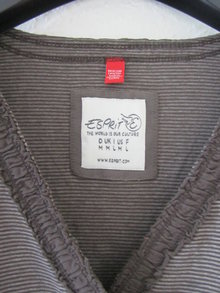 ESPRIT
THE WORLD IS OUR CULTURE
D UK I US F
M M L M L
WWW.ESPRIT.COM